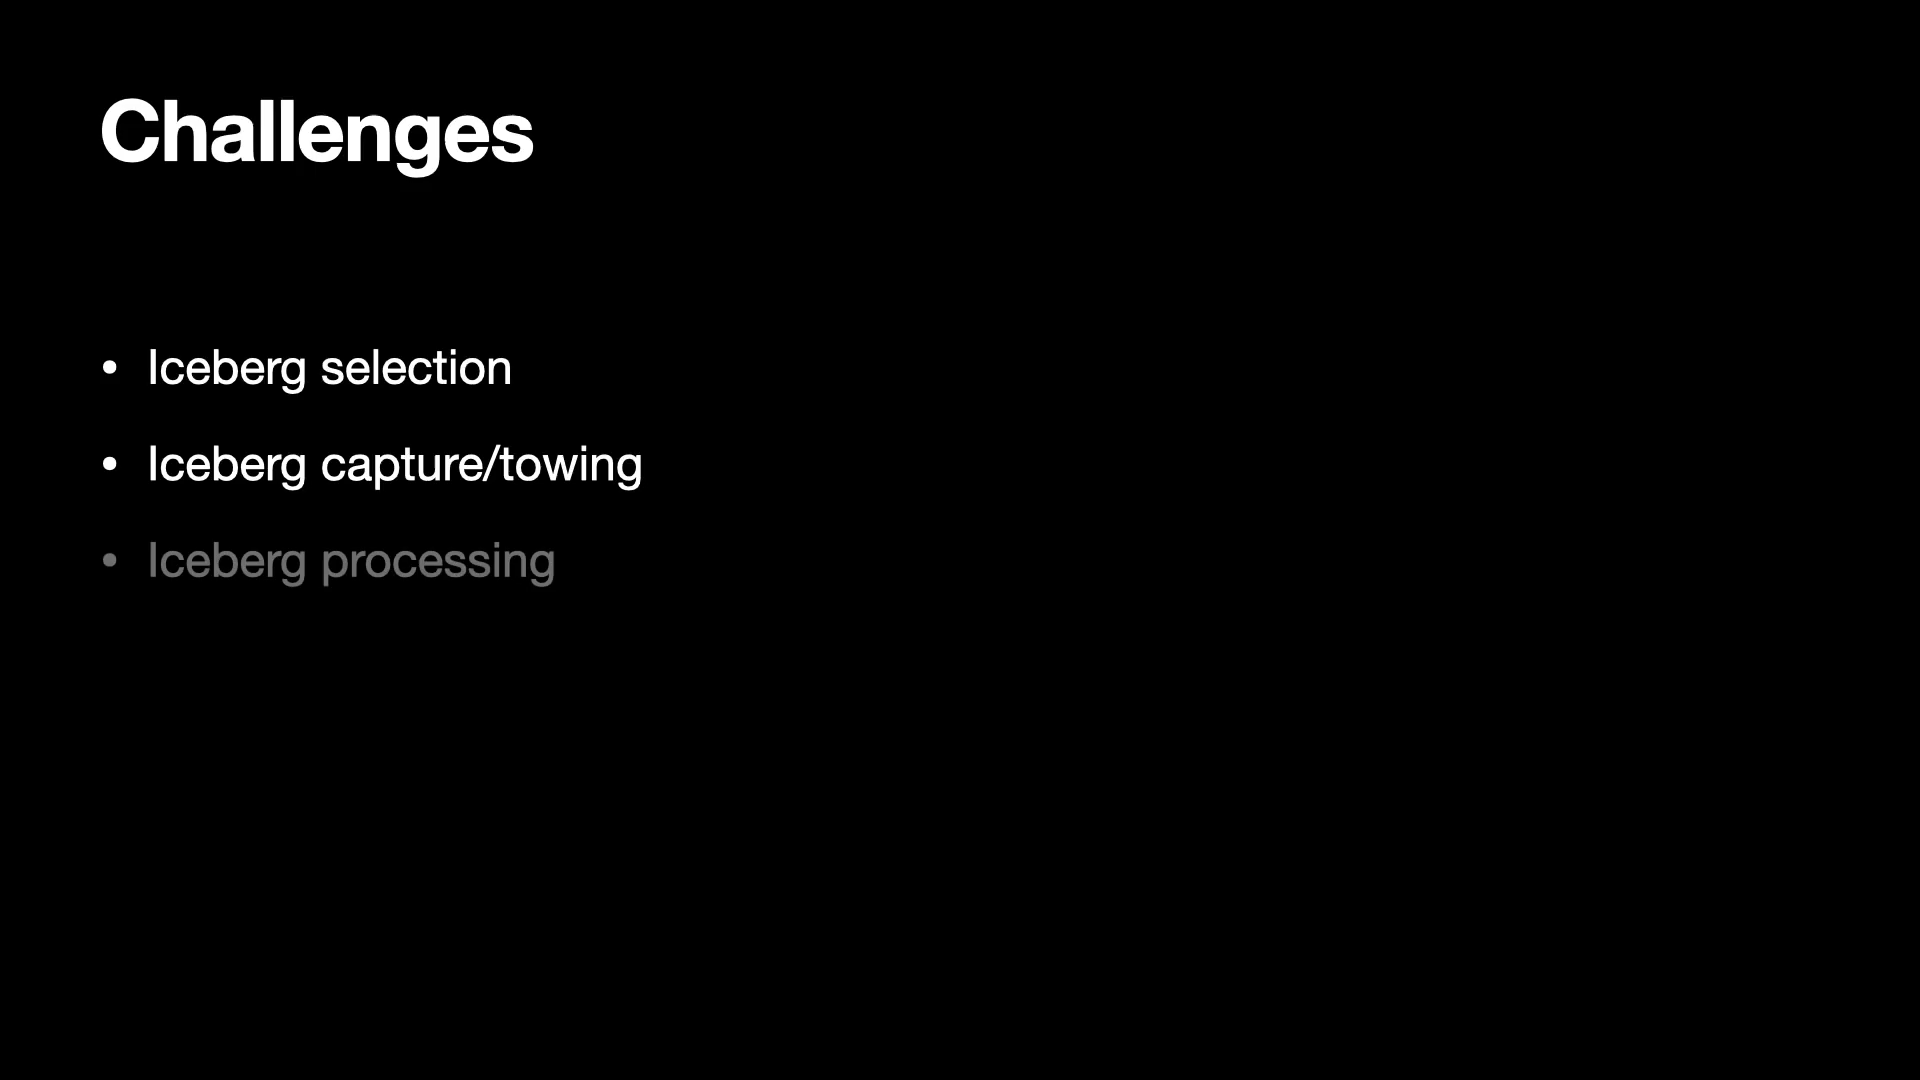 Challenges
• Iceberg selection
• Iceberg capture/towing
• Iceberg processing